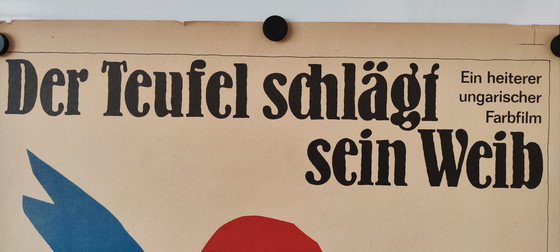 Der Teufel schlägt
Ein heiterer
ungarischer
Farbfilm
sein Weib